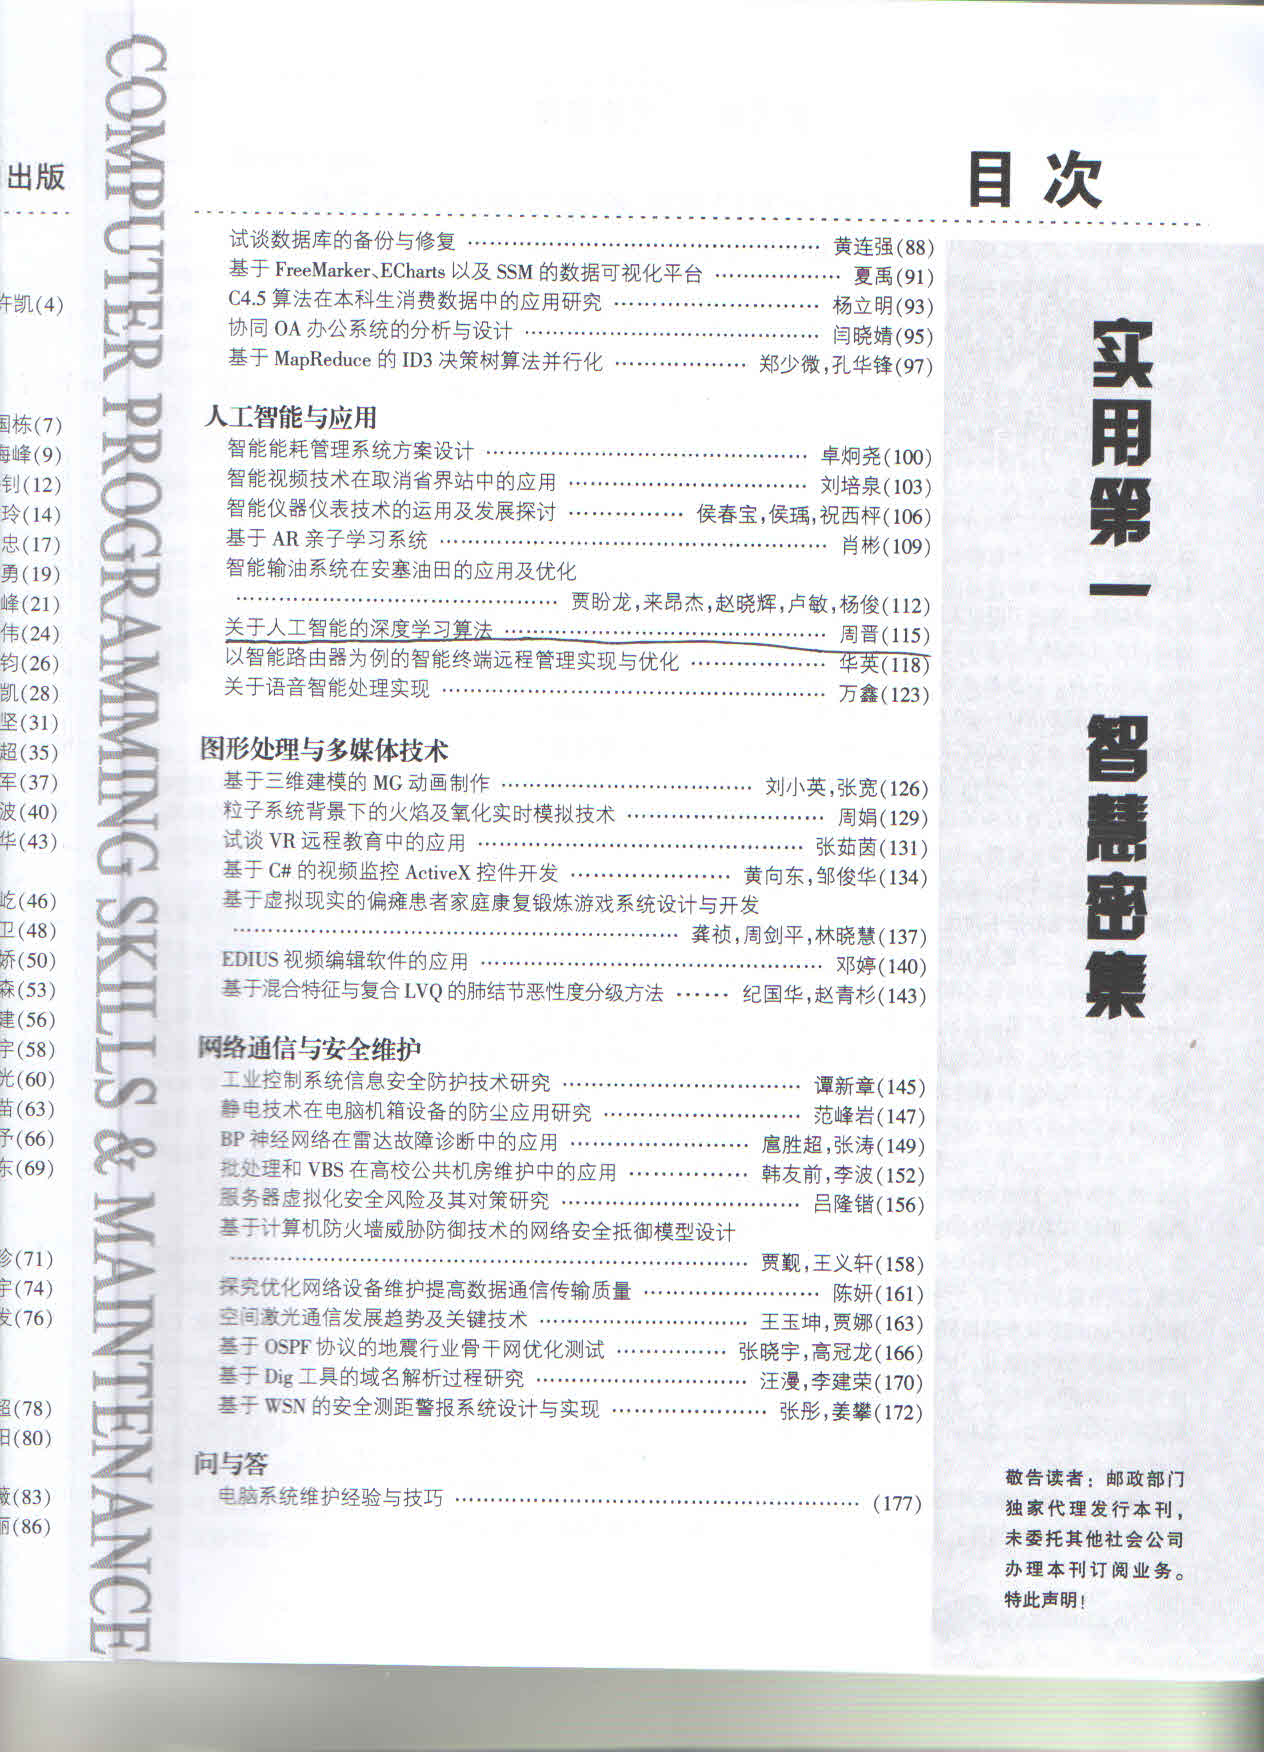 出版
许凯(4)
国栋(7)
海峰(9)
钊(12)
玲(14)
忠(17)
勇(19)
峰(21)
伟(24)
钧(26)
凯(28)
坚(31)
超(35)
军(37)
波(40)
华(43)
屹(46)
卫(48)
娇(50)
森(53)
建(56)
宇(58)
光(60)
苗(63)
予(66)
东(69)
珍(71)
宇(74)
发(76)
超(78)
阳(80)
薇(83)
丽(86)
COMPUTER PROGRAMMING SKILLS & MAINTENANCE
目次
试谈数据库的备份与修复 …… 黄连强(88)
基于 FreeMarker、ECharts 以及 SSM 的数据可视化平台 …… 夏禹(91)
C4.5 算法在本科生消费数据中的应用研究 …… 杨立明(93)
协同 OA 办公系统的分析与设计 …… 闫晓婧(95)
基于 MapReduce 的 ID3 决策树算法并行化 …… 郑少微,孔华锋(97)
人工智能与应用
智能能耗管理系统方案设计 …… 卓炯尧(100)
智能视频技术在取消省界站中的应用 …… 刘培泉(103)
智能仪器仪表技术的运用及发展探讨 …… 侯春宝,侯瑀,祝西枰(106)
基于 AR 亲子学习系统 …… 肖彬(109)
智能输油系统在安塞油田的应用及优化
…… 贾盼龙,来昂杰,赵晓辉,卢敏,杨俊(112)
关于人工智能的深度学习算法 …… 周晋(115)
以智能路由器为例的智能终端远程管理实现与优化 …… 华英(118)
关于语音智能处理实现 …… 万鑫(123)
图形处理与多媒体技术
基于三维建模的 MG 动画制作 …… 刘小英,张宽(126)
粒子系统背景下的火焰及氧化实时模拟技术 …… 周娟(129)
试谈 VR 远程教育中的应用 …… 张茹茵(131)
基于 C# 的视频监控 ActiveX 控件开发 …… 黄向东,邹俊华(134)
基于虚拟现实的偏瘫患者家庭康复锻炼游戏系统设计与开发
…… 龚祯,周剑平,林晓慧(137)
EDIUS 视频编辑软件的应用 …… 邓婷(140)
基于混合特征与复合 LVQ 的肺结节恶性度分级方法 …… 纪国华,赵青杉(143)
网络通信与安全维护
工业控制系统信息安全防护技术研究 …… 谭新章(145)
静电技术在电脑机箱设备的防尘应用研究 …… 范峰岩(147)
BP 神经网络在雷达故障诊断中的应用 …… 扈胜超,张涛(149)
批处理和 VBS 在高校公共机房维护中的应用 …… 韩友前,李波(152)
服务器虚拟化安全风险及其对策研究 …… 吕隆锴(156)
基于计算机防火墙威胁防御技术的网络安全抵御模型设计
…… 贾觐,王义轩(158)
探究优化网络设备维护提高数据通信传输质量 …… 陈妍(161)
空间激光通信发展趋势及关键技术 …… 王玉坤,贾娜(163)
基于 OSPF 协议的地震行业骨干网优化测试 …… 张晓宇,高冠龙(166)
基于 Dig 工具的域名解析过程研究 …… 汪漫,李建荣(170)
基于 WSN 的安全测距警报系统设计与实现 …… 张彤,姜攀(172)
问与答
电脑系统维护经验与技巧 …… (177)
实用第一 智慧密集
敬告读者：邮政部门
独家代理发行本刊，
未委托其他社会公司
办理本刊订阅业务。
特此声明！